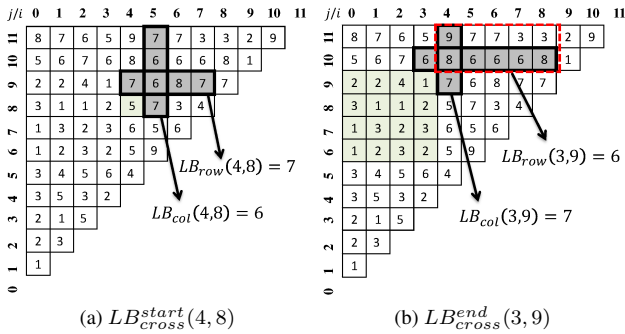 j/i 0 1 2 3 4 5 6 7 8 9 10 11
11 8 7 6 5 9 7 7 3 3 2 9
10 5 6 7 6 8 6 6 6 8 1
9 2 2 4 1 7 6 8 7 7
8 3 1 1 2 5 7 3 4
7 1 3 2 3 6 5 6
6 1 2 3 2 5 9
5 3 4 5 6 4
4 3 5 3 2
3 2 1 5
2 2 3
1 1
0
LBrow(4,8) = 7
LBcol(4,8) = 6
(a) LB^start_cross(4, 8)
j/i 0 1 2 3 4 5 6 7 8 9 10 11
11 8 7 6 5 9 7 7 3 3 2 9
10 5 6 7 6 8 6 6 6 8 1
9 2 2 4 1 7 6 8 7 7
8 3 1 1 2 5 7 3 4
7 1 3 2 3 6 5 6
6 1 2 3 2 5 9
5 3 4 5 6 4
4 3 5 3 2
3 2 1 5
2 2 3
1 1
0
LBrow(3,9) = 6
LBcol(3,9) = 7
(b) LB^end_cross(3, 9)